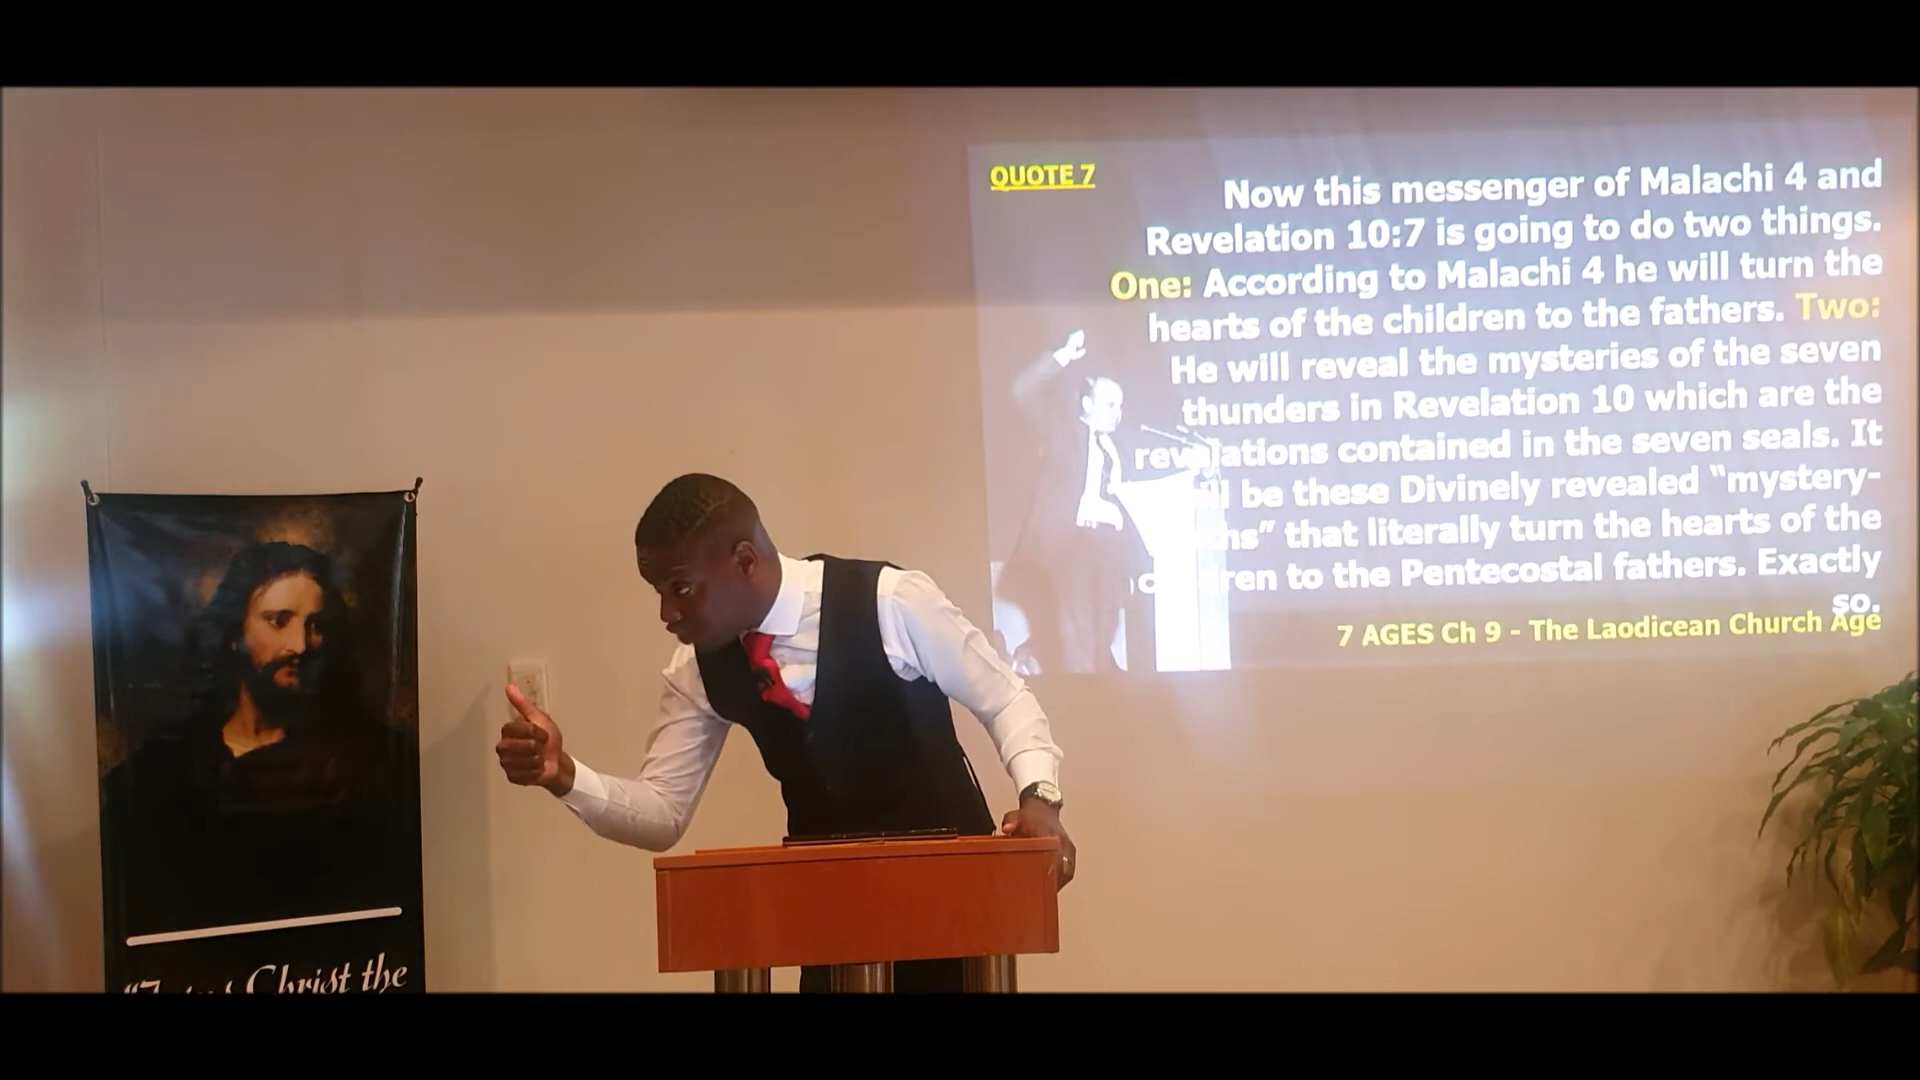 QUOTE 7
Now this messenger of Malachi 4 and
Revelation 10:7 is going to do two things.
One: According to Malachi 4 he will turn the
hearts of the children to the fathers. Two:
He will reveal the mysteries of the seven
thunders in Revelation 10 which are the
revelations contained in the seven seals. It
be these Divinely revealed "mystery-
that literally turn the hearts of the
children to the Pentecostal fathers. Exactly
so.
7 AGES Ch 9 - The Laodicean Church Age
Christ the